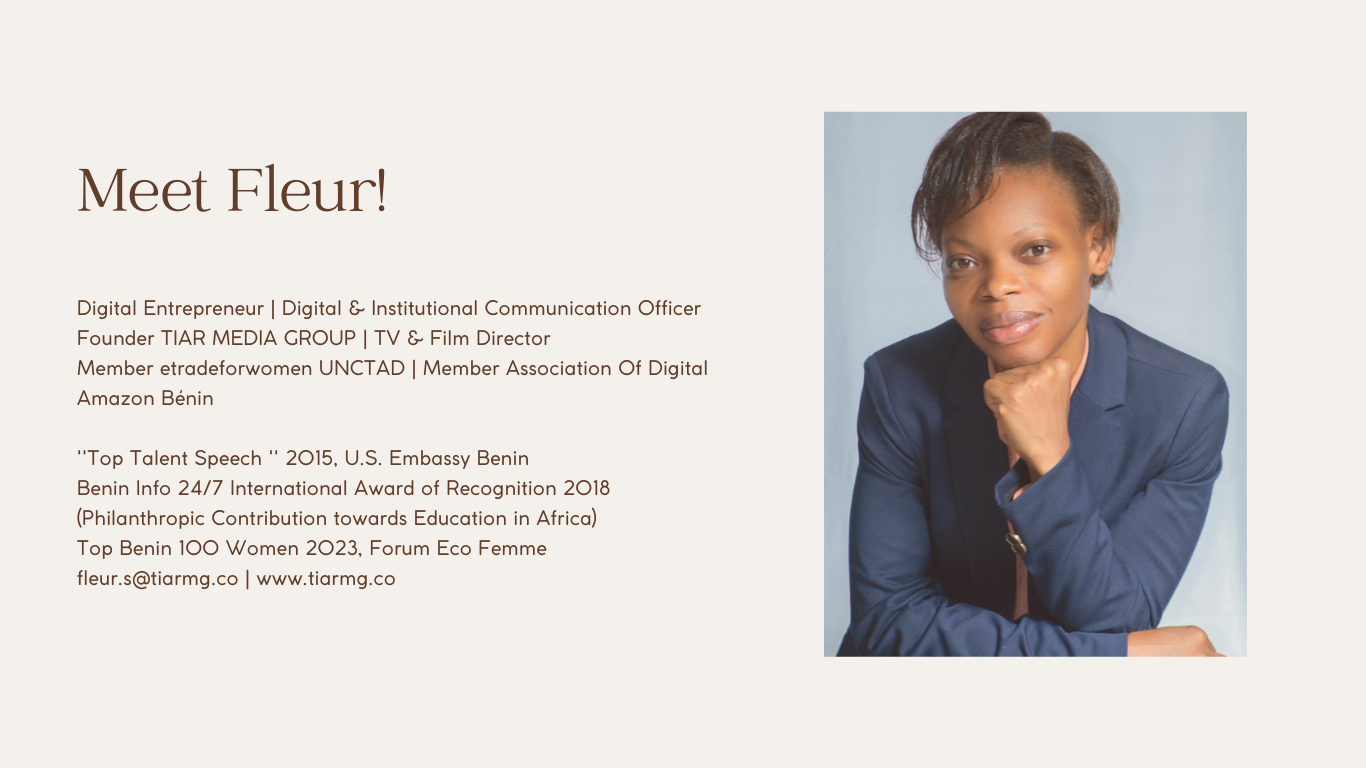 Meet Fleur!
Digital Entrepreneur | Digital & Institutional Communication Officer
Founder TIAR MEDIA GROUP | TV & Film Director
Member etradeforwomen UNCTAD | Member Association Of Digital
Amazon Bénin
''Top Talent Speech '' 2015, U.S. Embassy Benin
Benin Info 24/7 International Award of Recognition 2018
(Philanthropic Contribution towards Education in Africa)
Top Benin 100 Women 2023, Forum Eco Femme
fleur.s@tiarmg.co | www.tiarmg.co